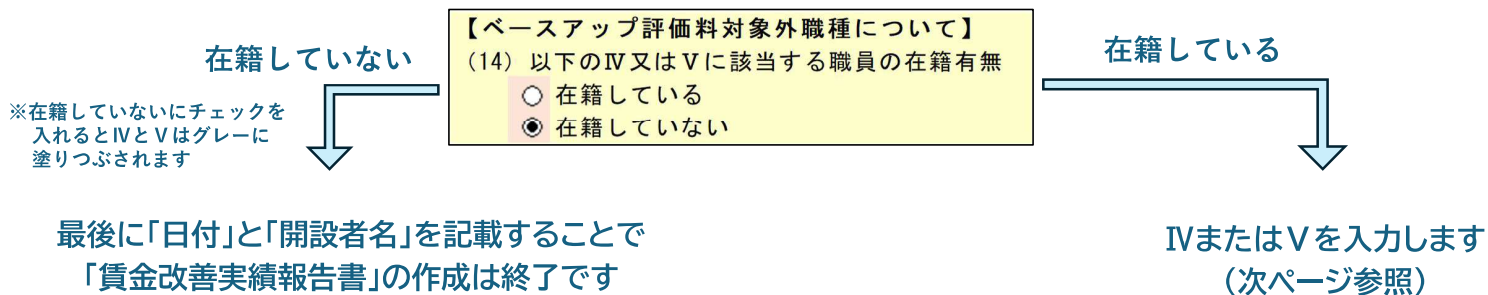 【ベースアップ評価料対象外職種について】
(14) 以下のⅣ又はⅤに該当する職員の在籍有無
在籍している
在籍していない
在籍していない
※在籍していないにチェックを
入れるとⅣとⅤはグレーに
塗りつぶされます
最後に「日付」と「開設者名」を記載することで
「賃金改善実績報告書」の作成は終了です
在籍している
ⅣまたはⅤを入力します
（次ページ参照）